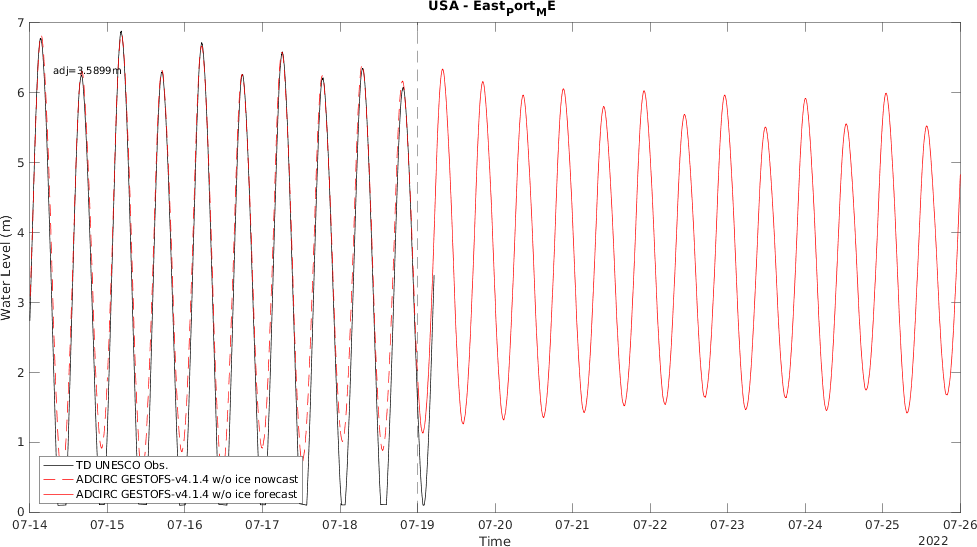 USA - EastPortME
7
adj=3.5899m
6
5
4
3
2
1
0
Water Level (m)
TD UNESCO Obs.
ADCIRC GESTOFS-v4.1.4 w/o ice nowcast
ADCIRC GESTOFS-v4.1.4 w/o ice forecast
07-14 07-15 07-16 07-17 07-18 07-19 07-20 07-21 07-22 07-23 07-24 07-25 07-26
Time
2022